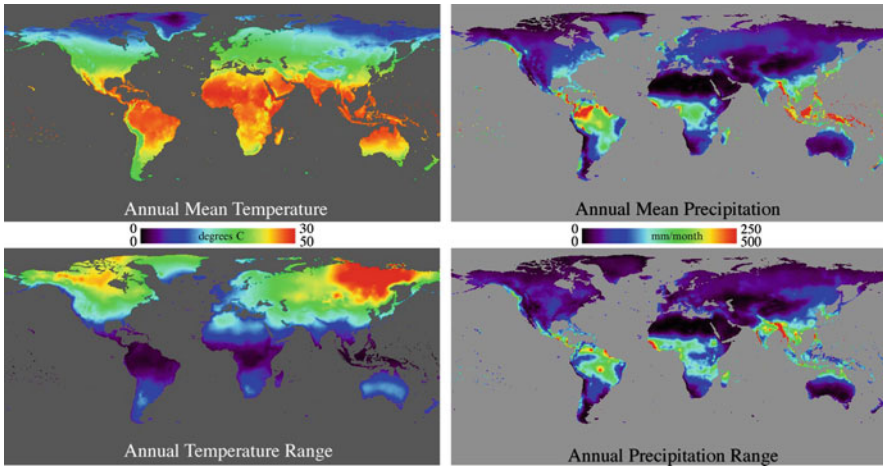 Annual Mean Temperature
Annual Mean Precipitation
0 degrees C 30
0 50
0 mm/month 250
0 500
Annual Temperature Range
Annual Precipitation Range